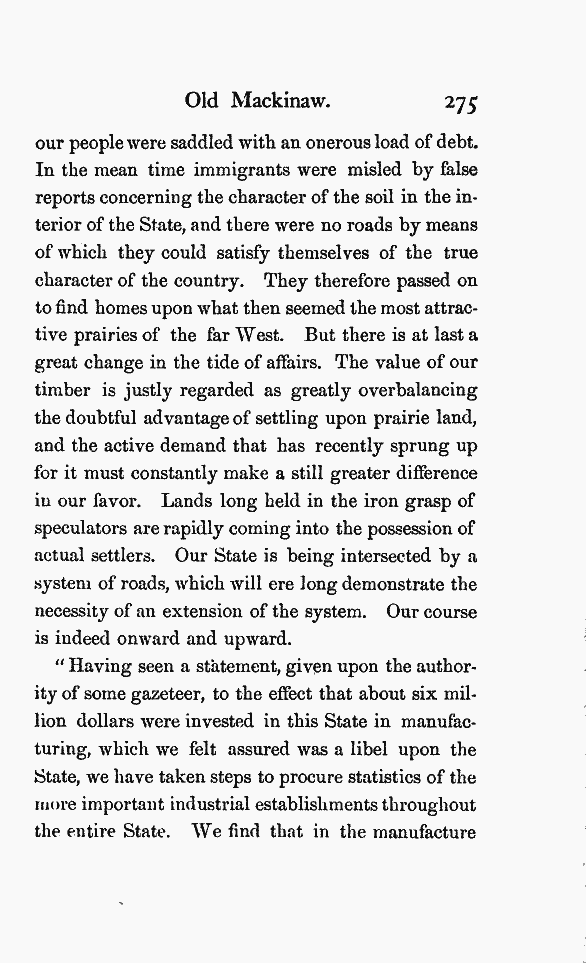 Old Mackinaw. 275
our people were saddled with an onerous load of debt.
In the mean time immigrants were misled by false
reports concerning the character of the soil in the in-
terior of the State, and there were no roads by means
of which they could satisfy themselves of the true
character of the country. They therefore passed on
to find homes upon what then seemed the most attrac-
tive prairies of the far West. But there is at last a
great change in the tide of affairs. The value of our
timber is justly regarded as greatly overbalancing
the doubtful advantage of settling upon prairie land,
and the active demand that has recently sprung up
for it must constantly make a still greater difference
in our favor. Lands long held in the iron grasp of
speculators are rapidly coming into the possession of
actual settlers. Our State is being intersected by a
system of roads, which will ere long demonstrate the
necessity of an extension of the system. Our course
is indeed onward and upward.
“Having seen a statement, given upon the author-
ity of some gazeteer, to the effect that about six mil-
lion dollars were invested in this State in manufac-
turing, which we felt assured was a libel upon the
State, we have taken steps to procure statistics of the
more important industrial establishments throughout
the entire State. We find that in the manufacture